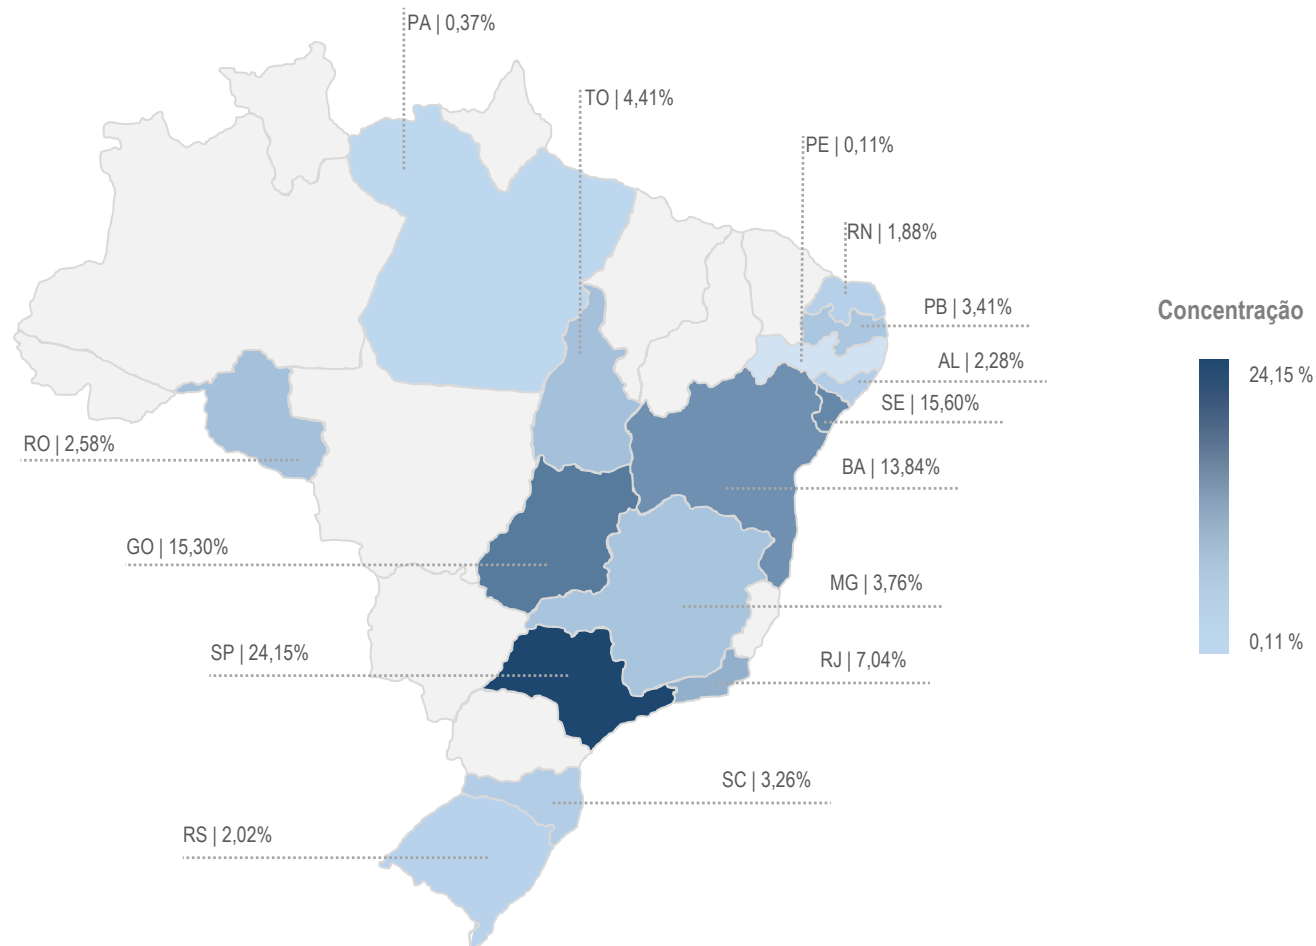 PA | 0,37%
TO | 4,41%
PE | 0,11%
RN | 1,88%
PB | 3,41%
AL | 2,28%
SE | 15,60%
RO | 2,58%
BA | 13,84%
GO | 15,30%
MG | 3,76%
SP | 24,15%
RJ | 7,04%
SC | 3,26%
RS | 2,02%
Concentração
24,15 %
0,11 %